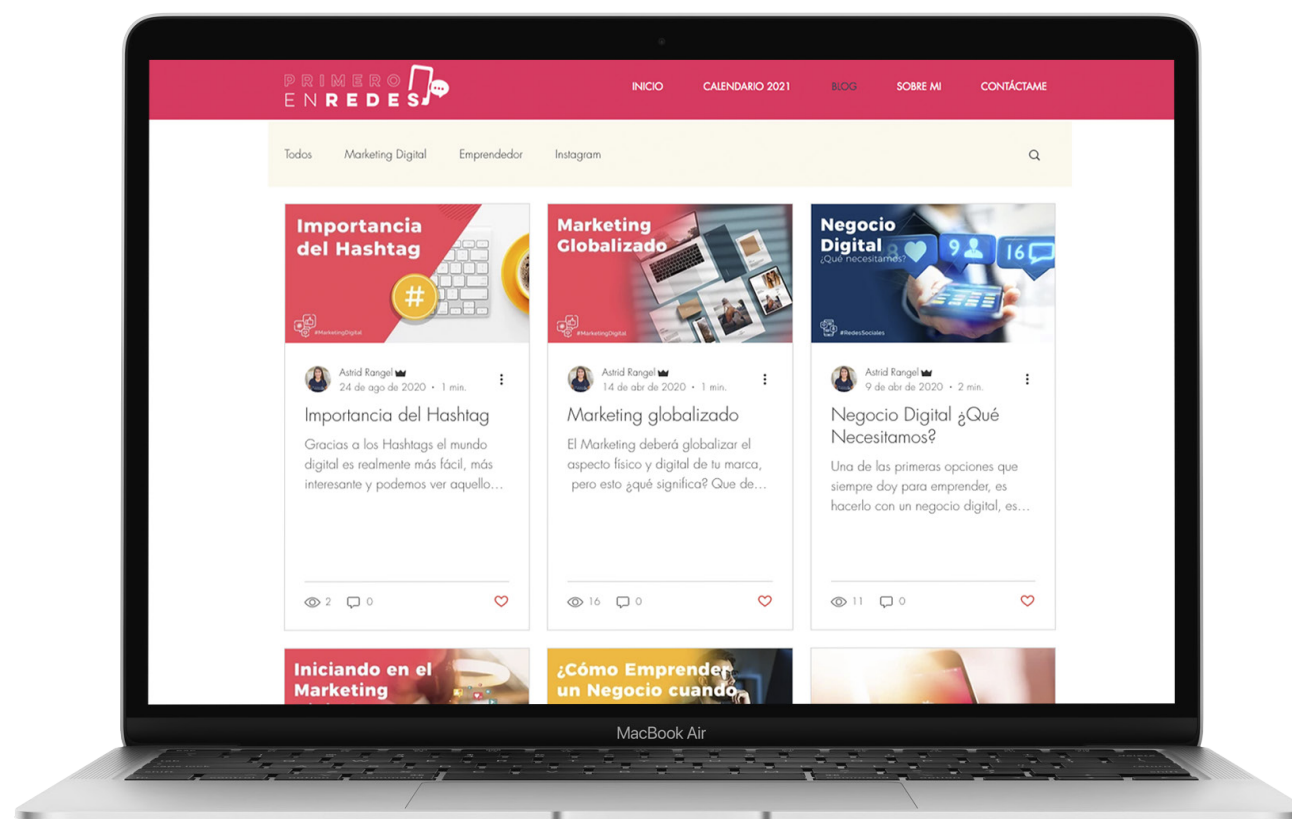 PRIMERO
ENREDES
INICIO
CALENDARIO 2021
BLOG
SOBRE MI
CONTÁCTAME
Todos
Marketing Digital
Emprendedor
Instagram
Importancia
del Hashtag
#
#MarketingDigital
Astrid Rangel
24 de ago de 2020 • 1 min.
Importancia del Hashtag
Gracias a los Hashtags el mundo
digital es realmente más fácil, más
interesante y podemos ver aquello...
2
0
Marketing
Globalizado
#MarketingDigital
Astrid Rangel
14 de abr de 2020 • 1 min.
Marketing globalizado
El Marketing deberá globalizar el
aspecto físico y digital de tu marca,
pero esto ¿qué significa? Que de...
16
0
Negocio
Digital
¿Qué necesitamos?
8
9
16
#RedesSociales
Astrid Rangel
9 de abr de 2020 • 2 min.
Negocio Digital ¿Qué
Necesitamos?
Una de las primeras opciones que
siempre doy para emprender, es
hacerlo con un negocio digital, es...
11
0
Iniciando en el
Marketing
¿Cómo Emprender
un Negocio cuando
MacBook Air